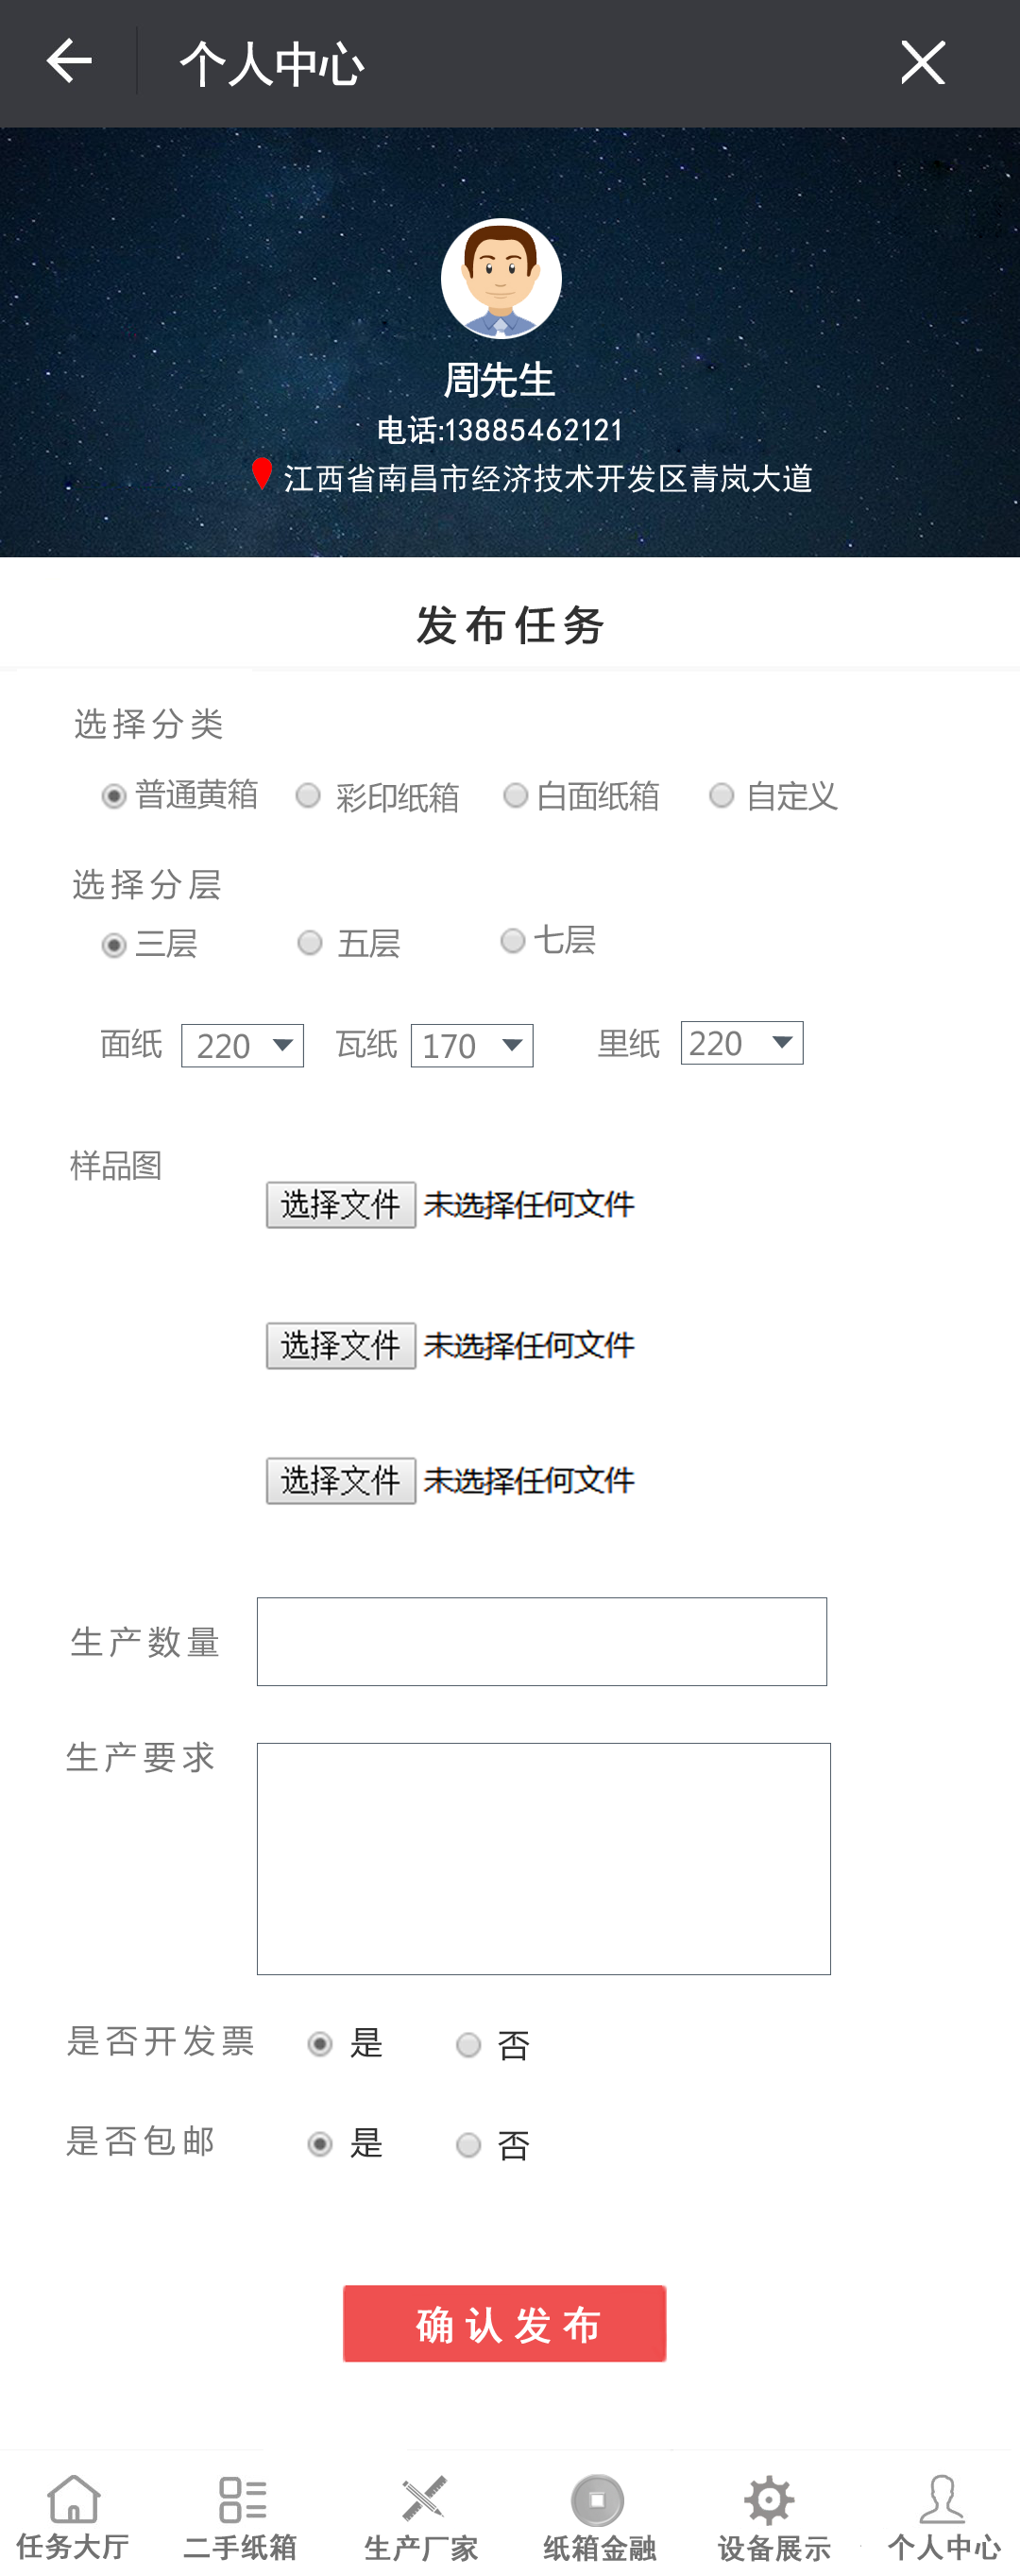 个人中心
周先生
电话:13885462121
江西省南昌市经济技术开发区青岚大道
发布任务
选择分类
普通黄箱 彩印纸箱 白面纸箱 自定义
选择分层
三层 五层 七层
面纸 220 瓦纸 170 里纸 220
样品图
选择文件 未选择任何文件
选择文件 未选择任何文件
选择文件 未选择任何文件
生产数量
生产要求
是否开发票 是 否
是否包邮 是 否
确认发布
任务大厅 二手纸箱 生产厂家 纸箱金融 设备展示 个人中心